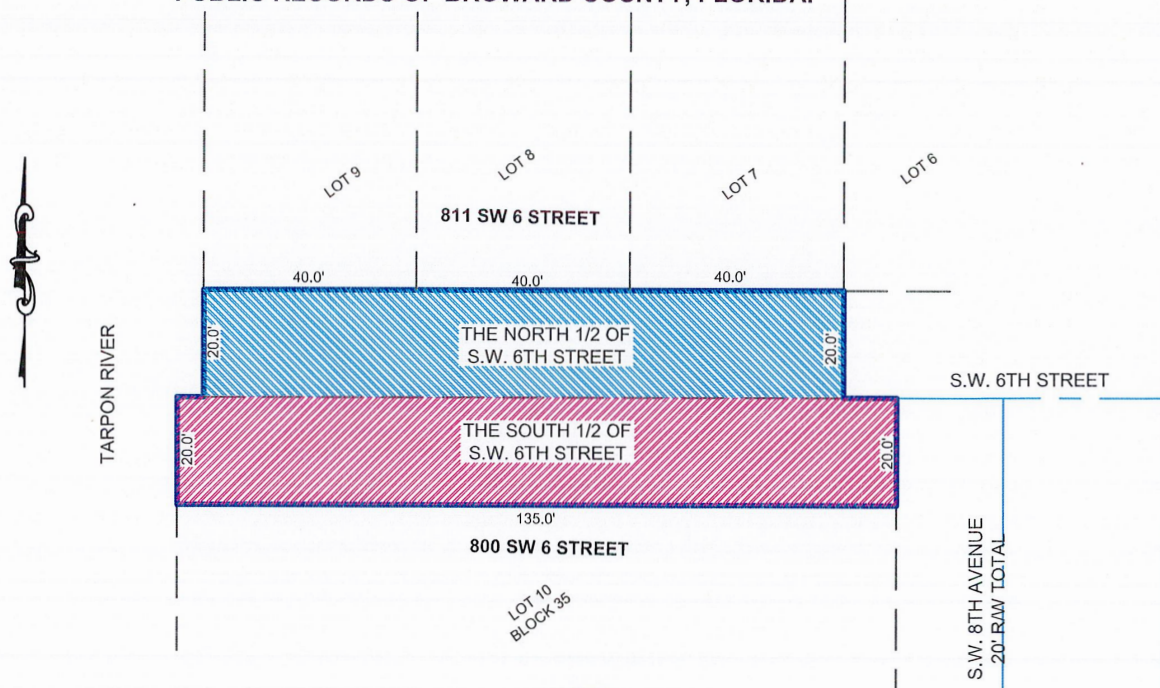 PUBLIC RECORDS OF BROWARD COUNTY, FLORIDA.
LOT 9
LOT 8
LOT 7
LOT 6
811 SW 6 STREET
40.0'
40.0'
40.0'
20.0'
THE NORTH 1/2 OF
S.W. 6TH STREET
20.0'
TARPON RIVER
S.W. 6TH STREET
20.0'
THE SOUTH 1/2 OF
S.W. 6TH STREET
20.0'
135.0'
800 SW 6 STREET
LOT 10
BLOCK 35
S.W. 8TH AVENUE
20' R/W TOTAL